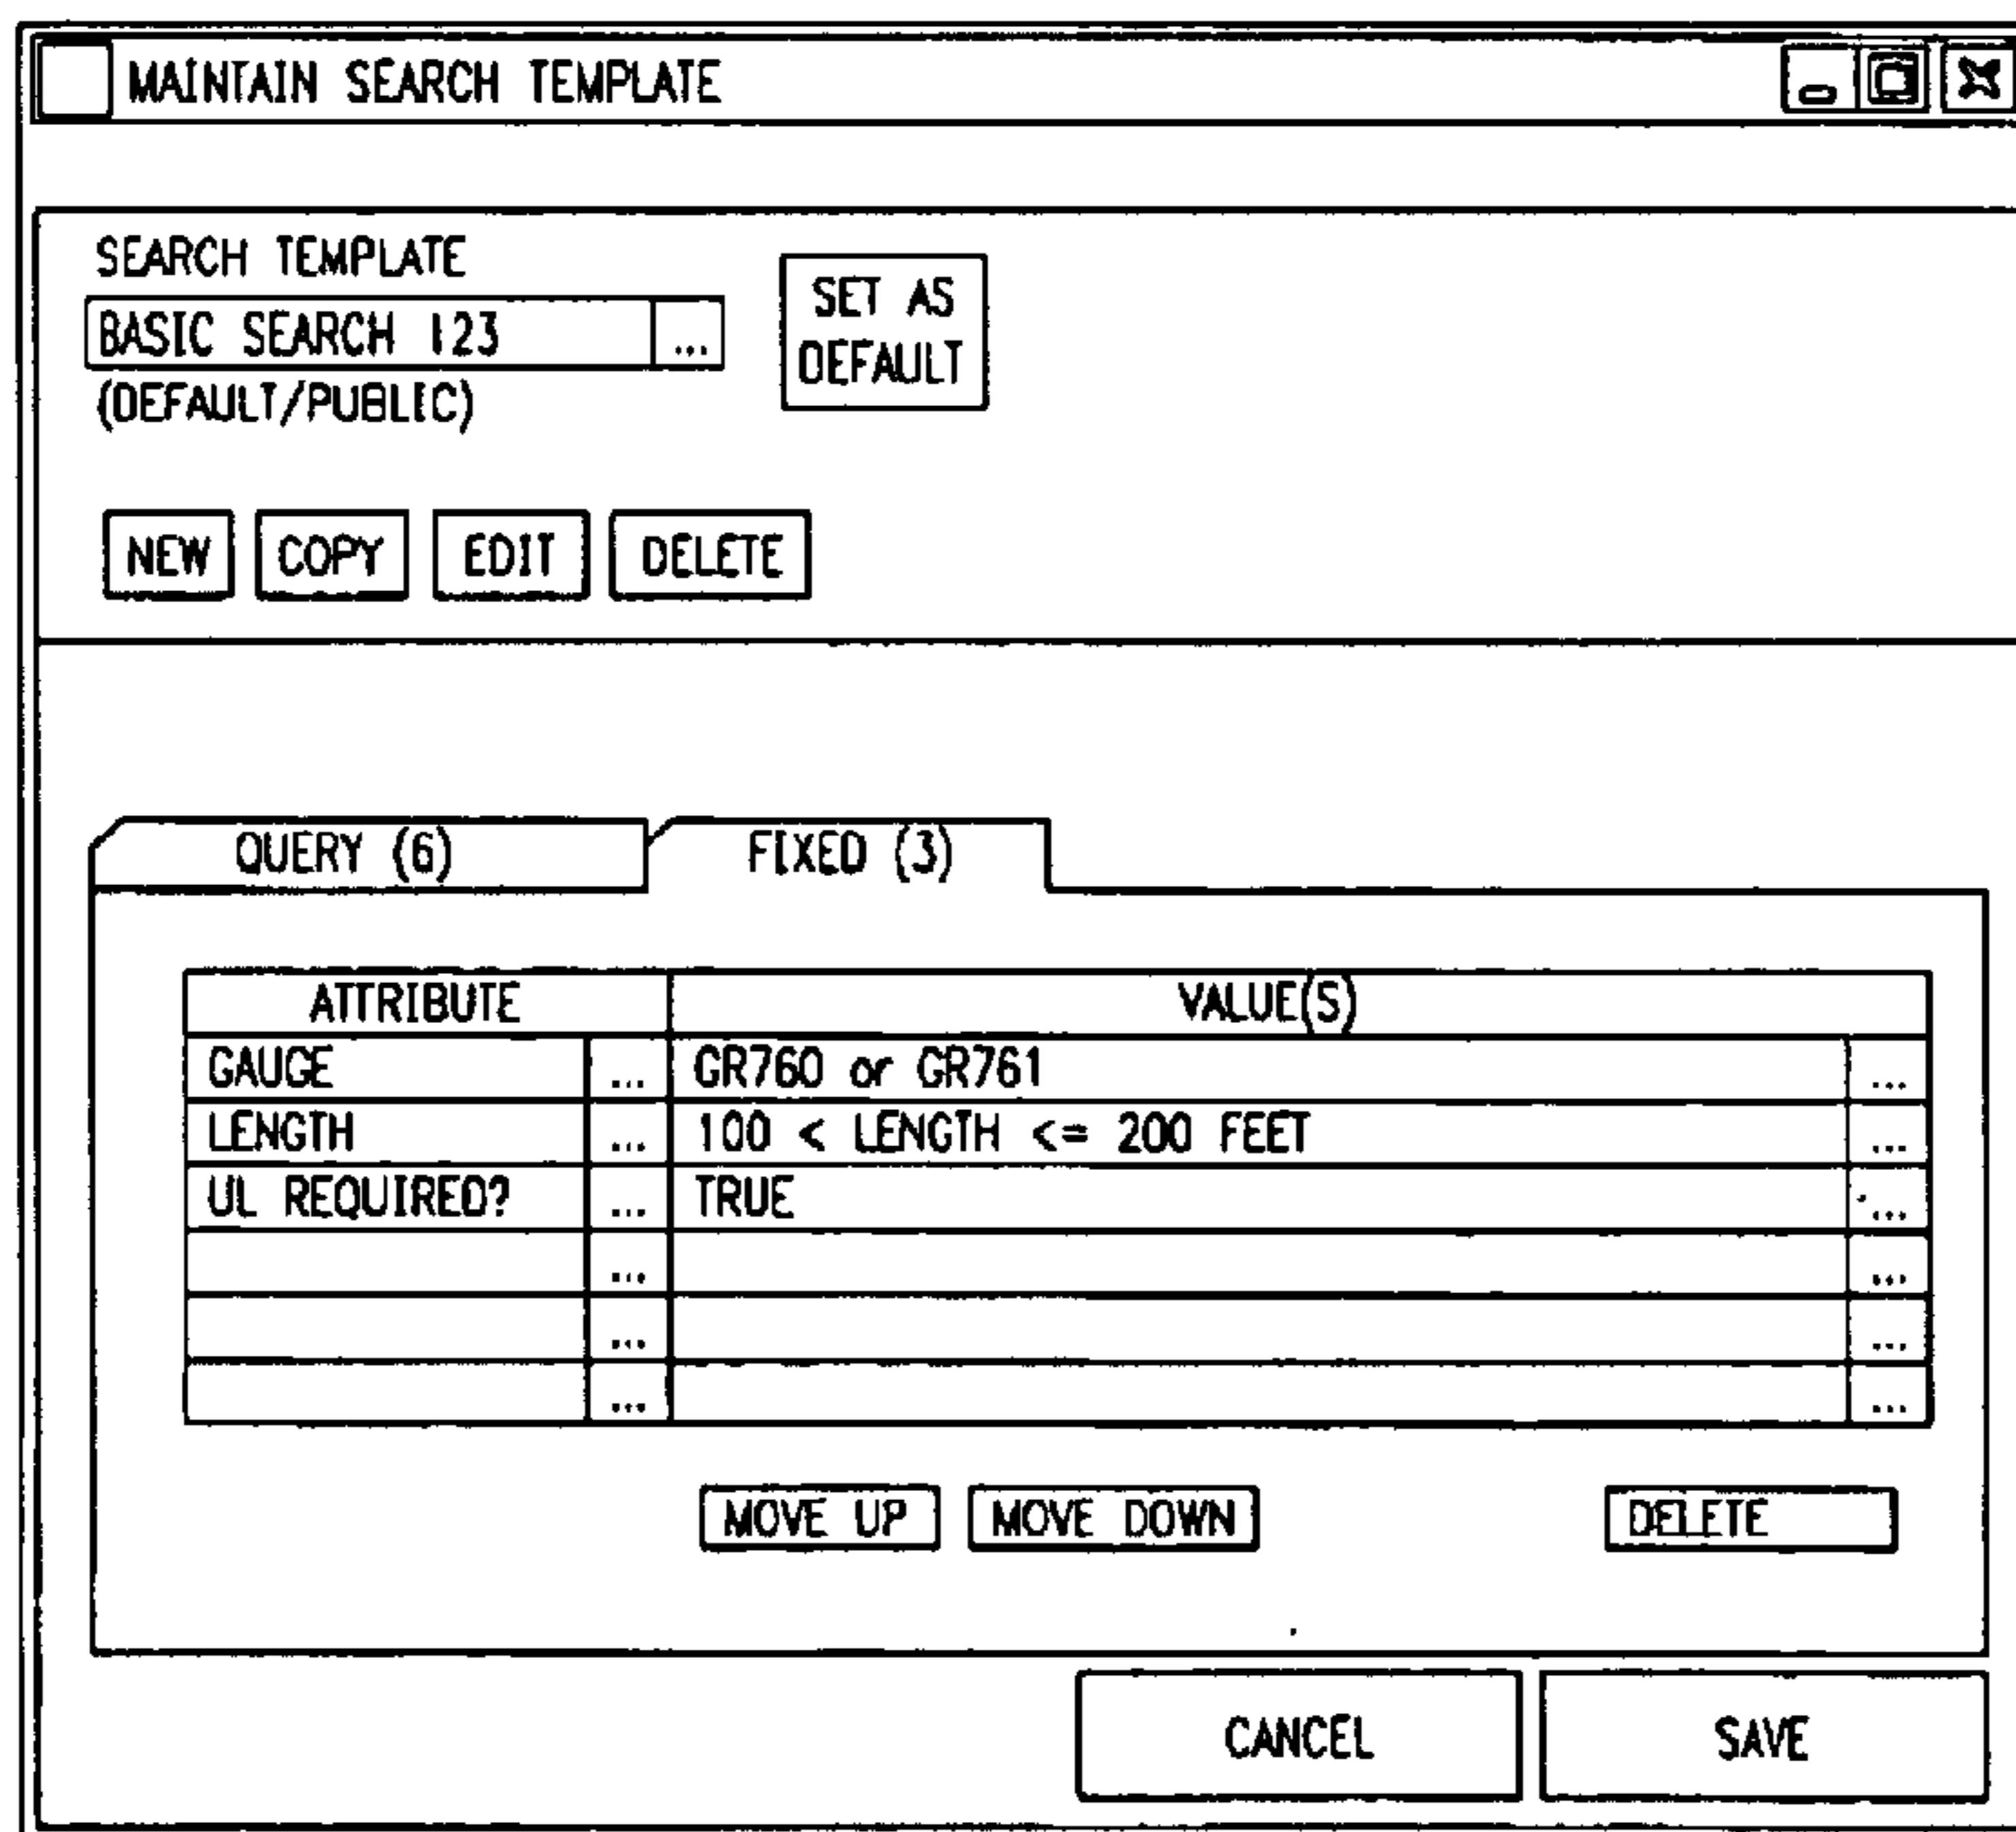 MAINTAIN SEARCH TEMPLATE
SEARCH TEMPLATE
BASIC SEARCH 123 ...
(DEFAULT/PUBLIC)
SET AS
DEFAULT
NEW COPY EDIT DELETE
QUERY (6) FIXED (3)
ATTRIBUTE VALUE(S)
GAUGE ... GR760 or GR761 ...
LENGTH ... 100 < LENGTH <= 200 FEET ...
UL REQUIRED? ... TRUE ...
... ...
... ...
... ...
MOVE UP MOVE DOWN DELETE
CANCEL SAVE